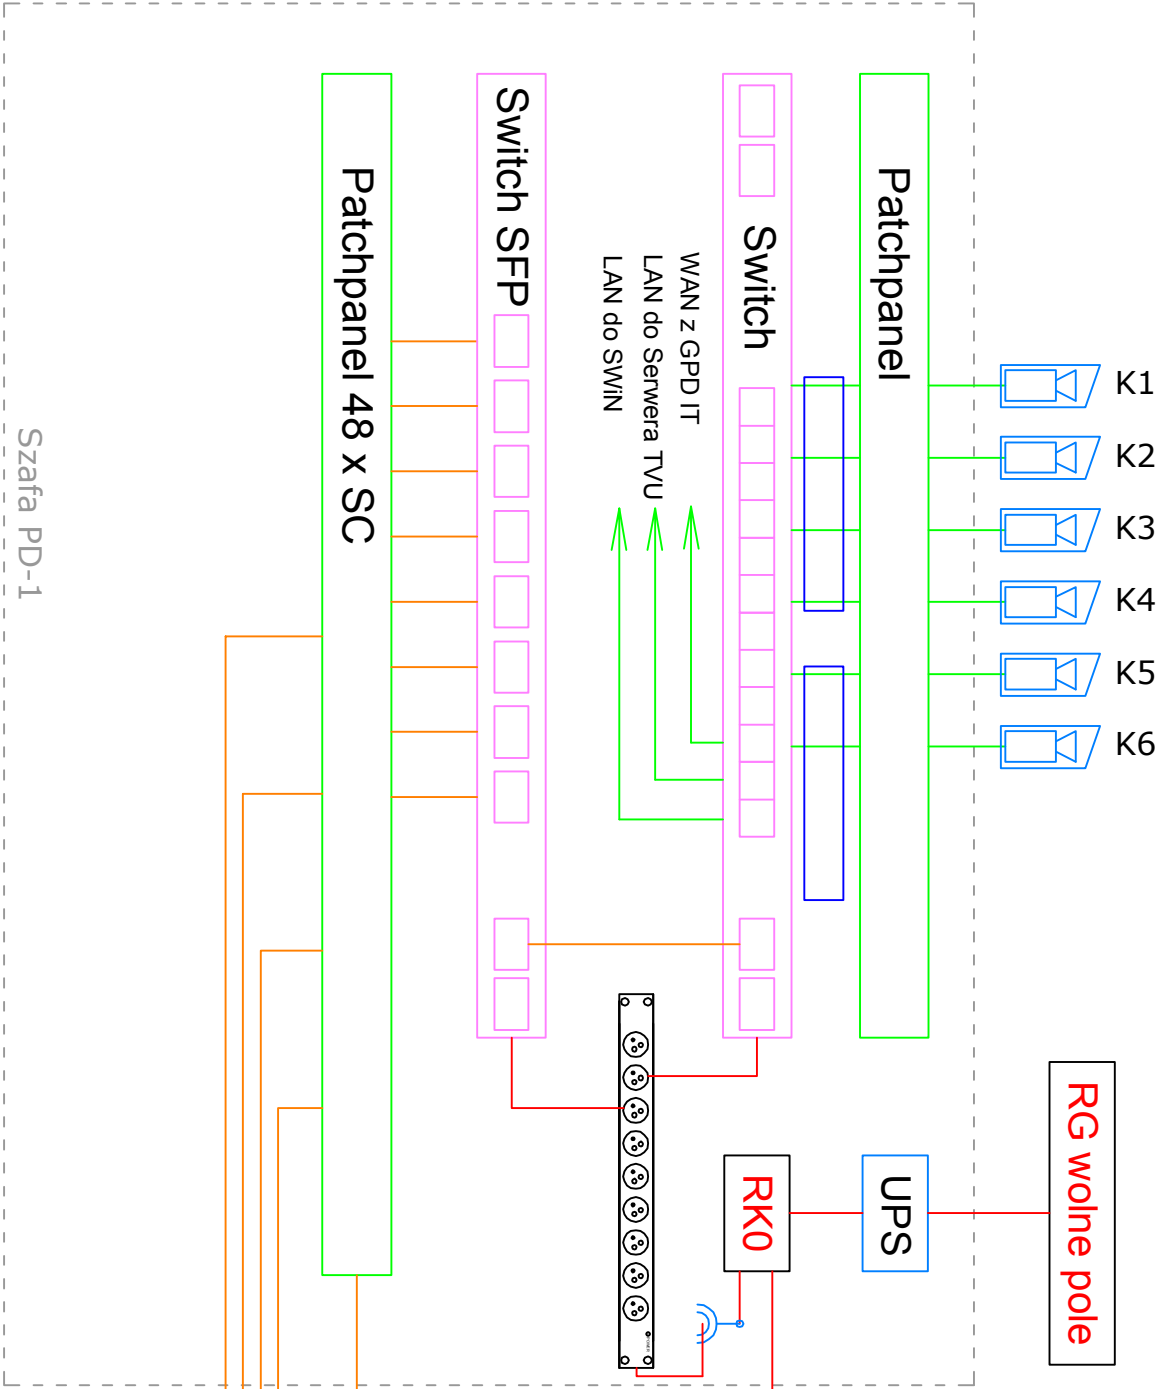 K1
K2
K3
K4
K5
K6
Patchpanel
Switch
WAN z GPD IT
LAN do Serwera TVU
LAN do SWiN
Switch SFP
Patchpanel 48 x SC
Szafa PD-1
RG wolne pole
UPS
RK0